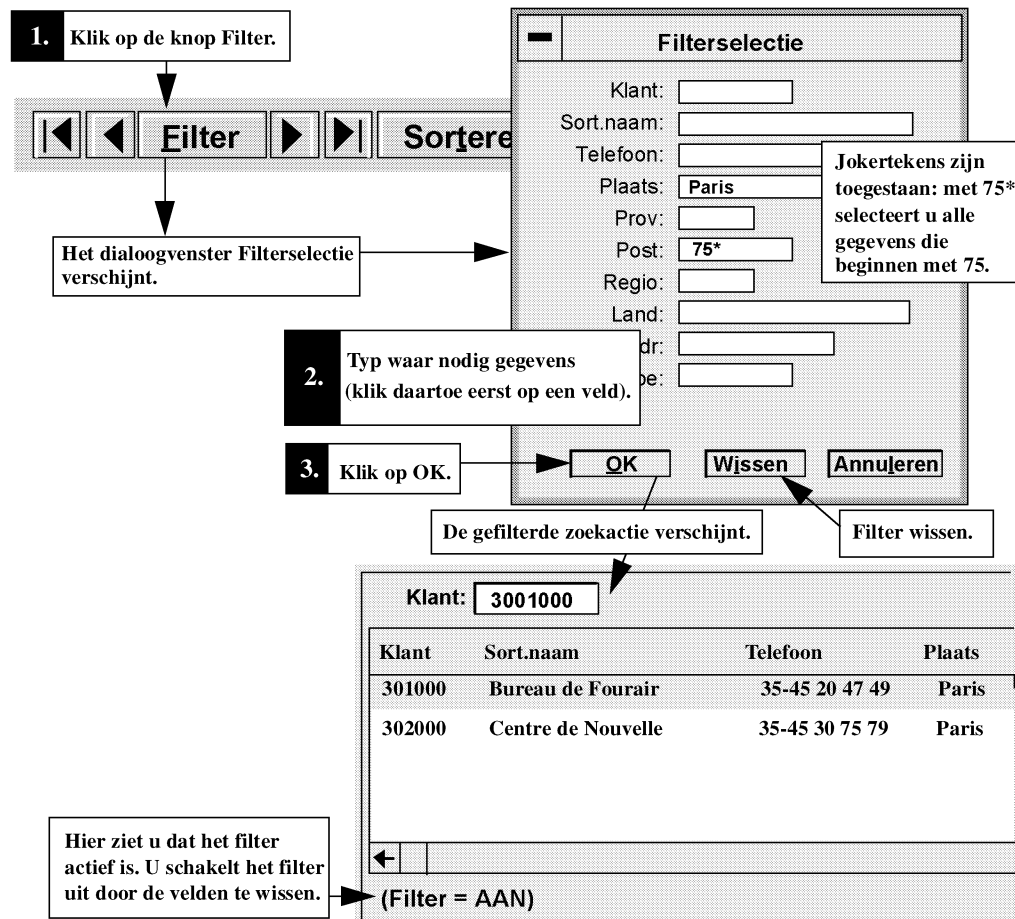 1. Klik op de knop Filter.
Filter
Sortere
Het dialoogvenster Filterselectie
verschijnt.
Filterselectie
Klant:
Sort.naam:
Telefoon:
Plaats: Paris
Prov:
Post: 75*
Regio:
Land:
dr:
pe:
Jokertekens zijn
toegestaan: met 75*
selecteert u alle
gegevens die
beginnen met 75.
2. Typ waar nodig gegevens
(klik daartoe eerst op een veld).
3. Klik op OK.
OK Wissen Annuleren
De gefilterde zoekactie verschijnt.
Filter wissen.
Klant: 3001000
Klant Sort.naam Telefoon Plaats
301000 Bureau de Fourair 35-45 20 47 49 Paris
302000 Centre de Nouvelle 35-45 30 75 79 Paris
Hier ziet u dat het filter
actief is. U schakelt het filter
uit door de velden te wissen.
(Filter = AAN)